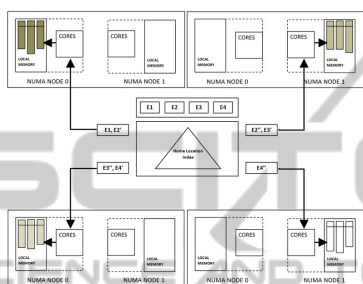 CORES
CORES
LOCAL
MEMORY
LOCAL
MEMORY
NUMA NODE 0
NUMA NODE 1
CORES
CORES
LOCAL
MEMORY
LOCAL
MEMORY
NUMA NODE 0
NUMA NODE 1
E1 E2 E3 E4
E1, E2'
E2", E3'
Home Location
Index
E3", E4'
E4"
CORES
CORES
LOCAL
MEMORY
LOCAL
MEMORY
NUMA NODE 0
NUMA NODE 1
CORES
CORES
LOCAL
MEMORY
LOCAL
MEMORY
NUMA NODE 0
NUMA NODE 1